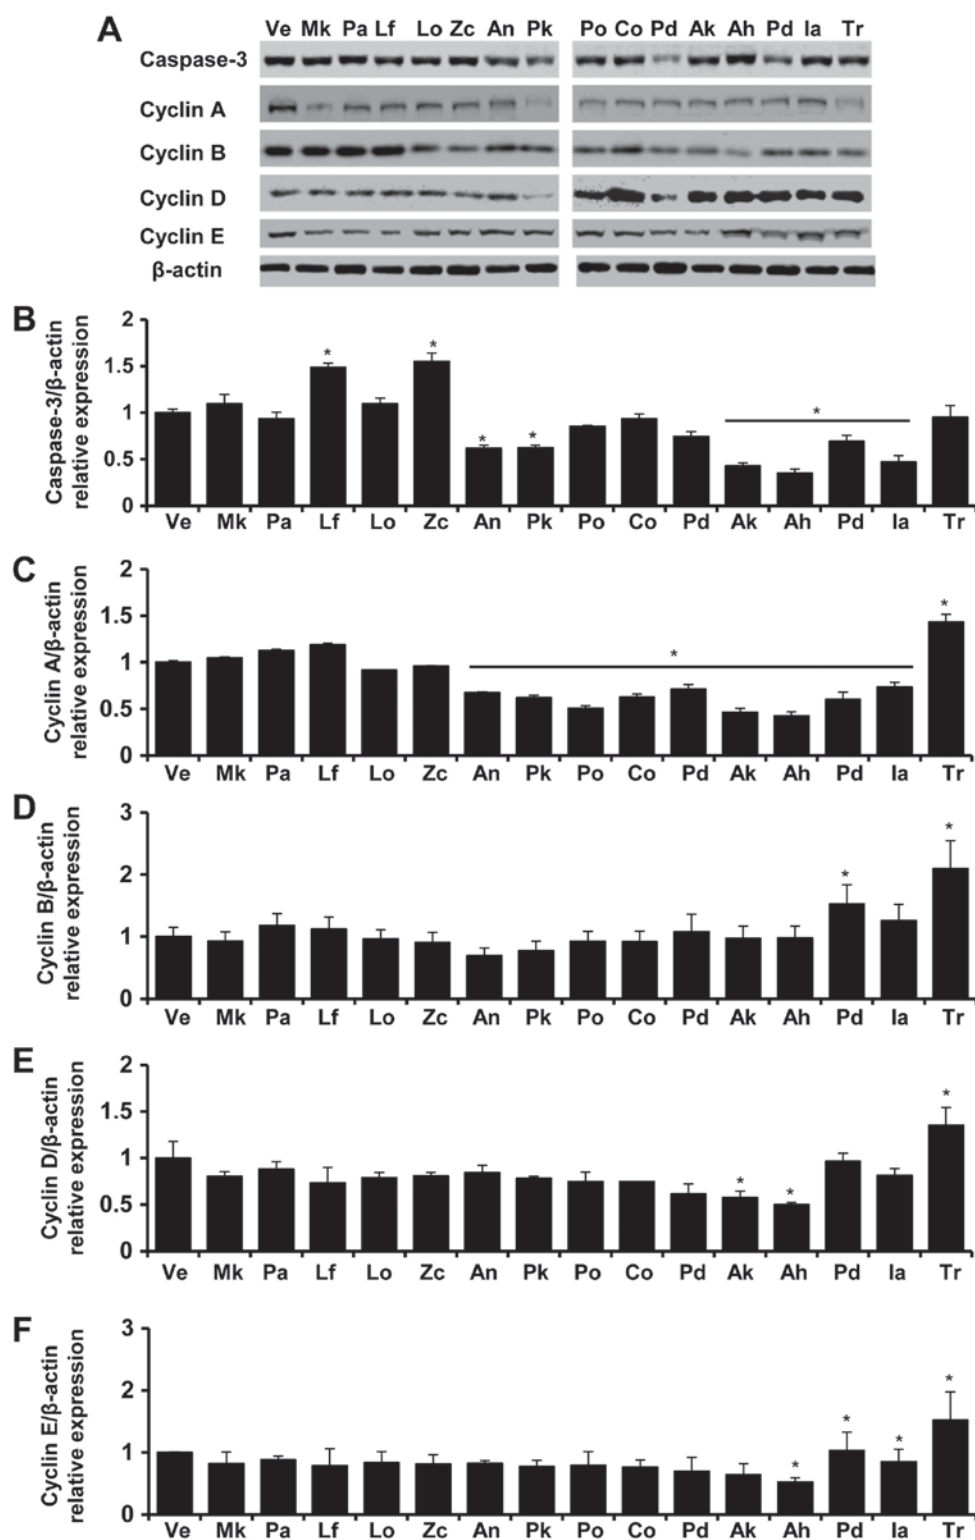 A
Ve Mk Pa Lf Lo Zc An Pk Po Co Pd Ak Ah Pd Ia Tr
Caspase-3
Cyclin A
Cyclin B
Cyclin D
Cyclin E
β-actin
B
Caspase-3/β-actin
relative expression
2
1.5
1
0.5
0
* * * * *
Ve Mk Pa Lf Lo Zc An Pk Po Co Pd Ak Ah Pd Ia Tr
C
Cyclin A/β-actin
relative expression
2
1.5
1
0.5
0
* *
Ve Mk Pa Lf Lo Zc An Pk Po Co Pd Ak Ah Pd Ia Tr
D
Cyclin B/β-actin
relative expression
3
2
1
0
* *
Ve Mk Pa Lf Lo Zc An Pk Po Co Pd Ak Ah Pd Ia Tr
E
Cyclin D/β-actin
relative expression
2
1.5
1
0.5
0
* * *
Ve Mk Pa Lf Lo Zc An Pk Po Co Pd Ak Ah Pd Ia Tr
F
Cyclin E/β-actin
relative expression
3
2
1
0
* * * *
Ve Mk Pa Lf Lo Zc An Pk Po Co Pd Ak Ah Pd Ia Tr